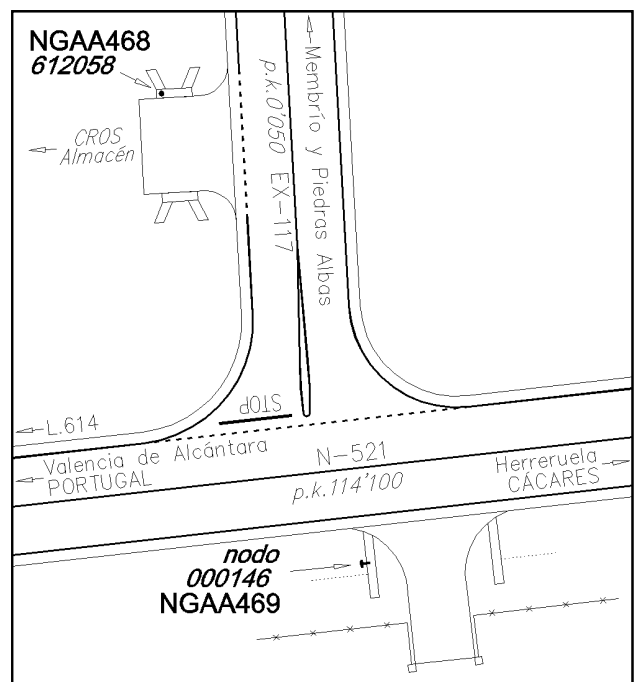 NGAA468
612058
CROS
Almacén
p.k.0'050 EX-117
Membrío y Piedras Albas
STOP
L.614
Valencia de Alcántara
PORTUGAL
N-521
p.k.114'100
Herreruela
CÁCARES
nodo
000146
NGAA469